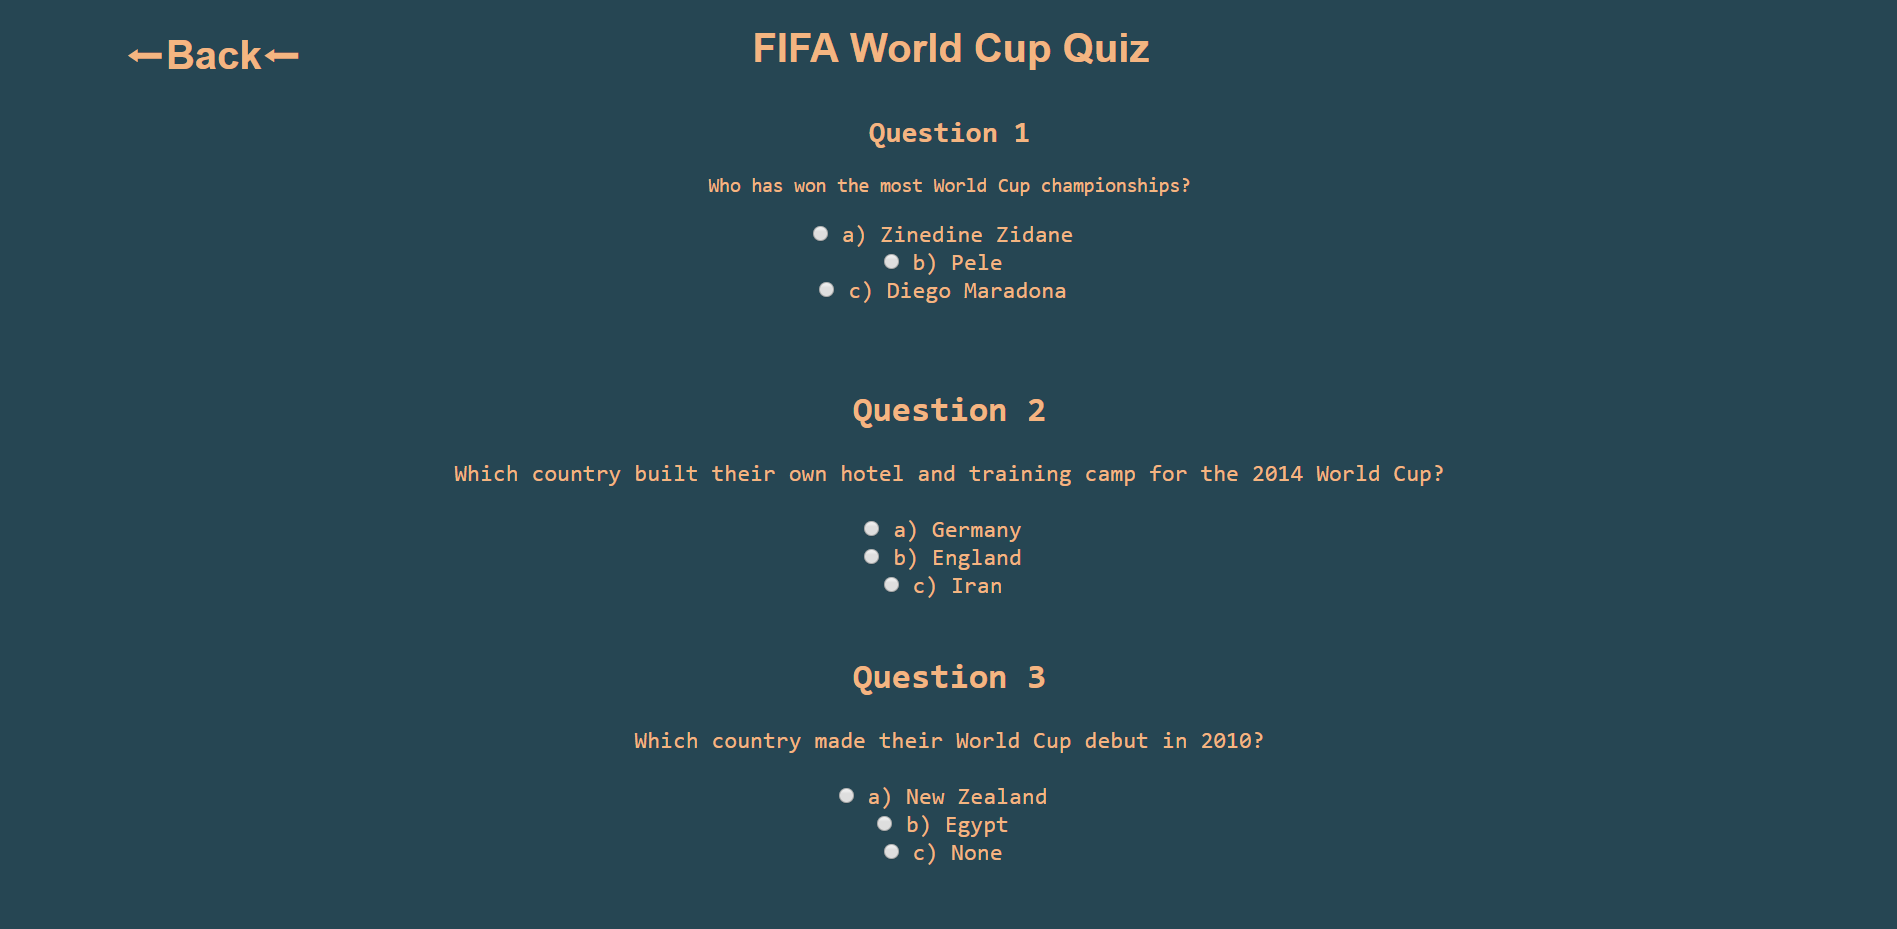 ←Back←
FIFA World Cup Quiz
Question 1
Who has won the most World Cup championships?
a) Zinedine Zidane
b) Pele
c) Diego Maradona
Question 2
Which country built their own hotel and training camp for the 2014 World Cup?
a) Germany
b) England
c) Iran
Question 3
Which country made their World Cup debut in 2010?
a) New Zealand
b) Egypt
c) None